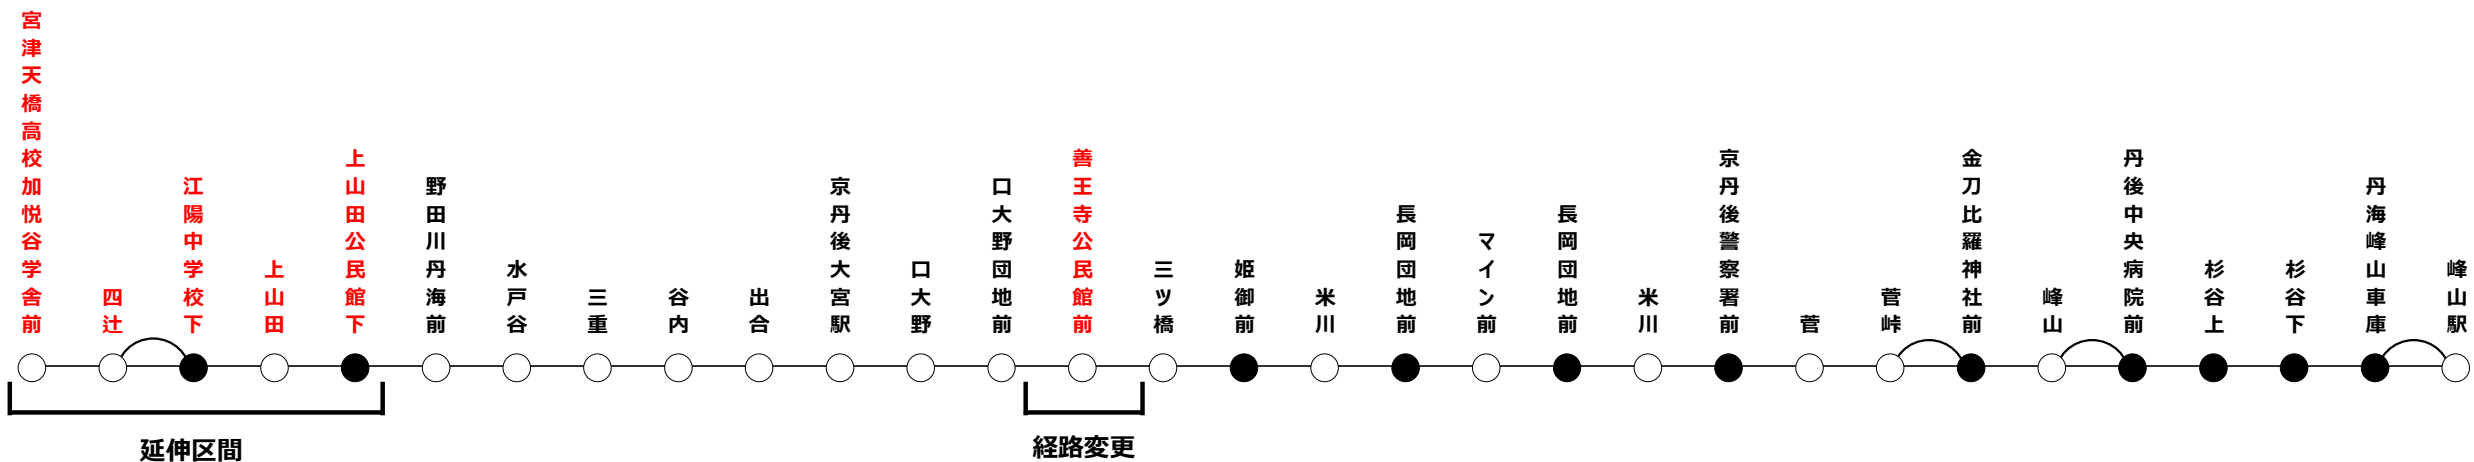 宮津天橋高校加悦谷学舎前
四辻
江陽中学校下
上山田
上山田公民館下
野田川丹海前
水戸谷
三重
谷内
出合
京丹後大宮駅
口大野
口大野団地前
善王寺公民館前
三ツ橋
姫御前
米川
長岡団地前
マイン前
長岡団地前
米川
京丹後警察署前
菅
菅峠
金刀比羅神社前
峰山
丹後中央病院前
杉谷上
杉谷下
丹海峰山車庫
峰山駅
延伸区間
経路変更